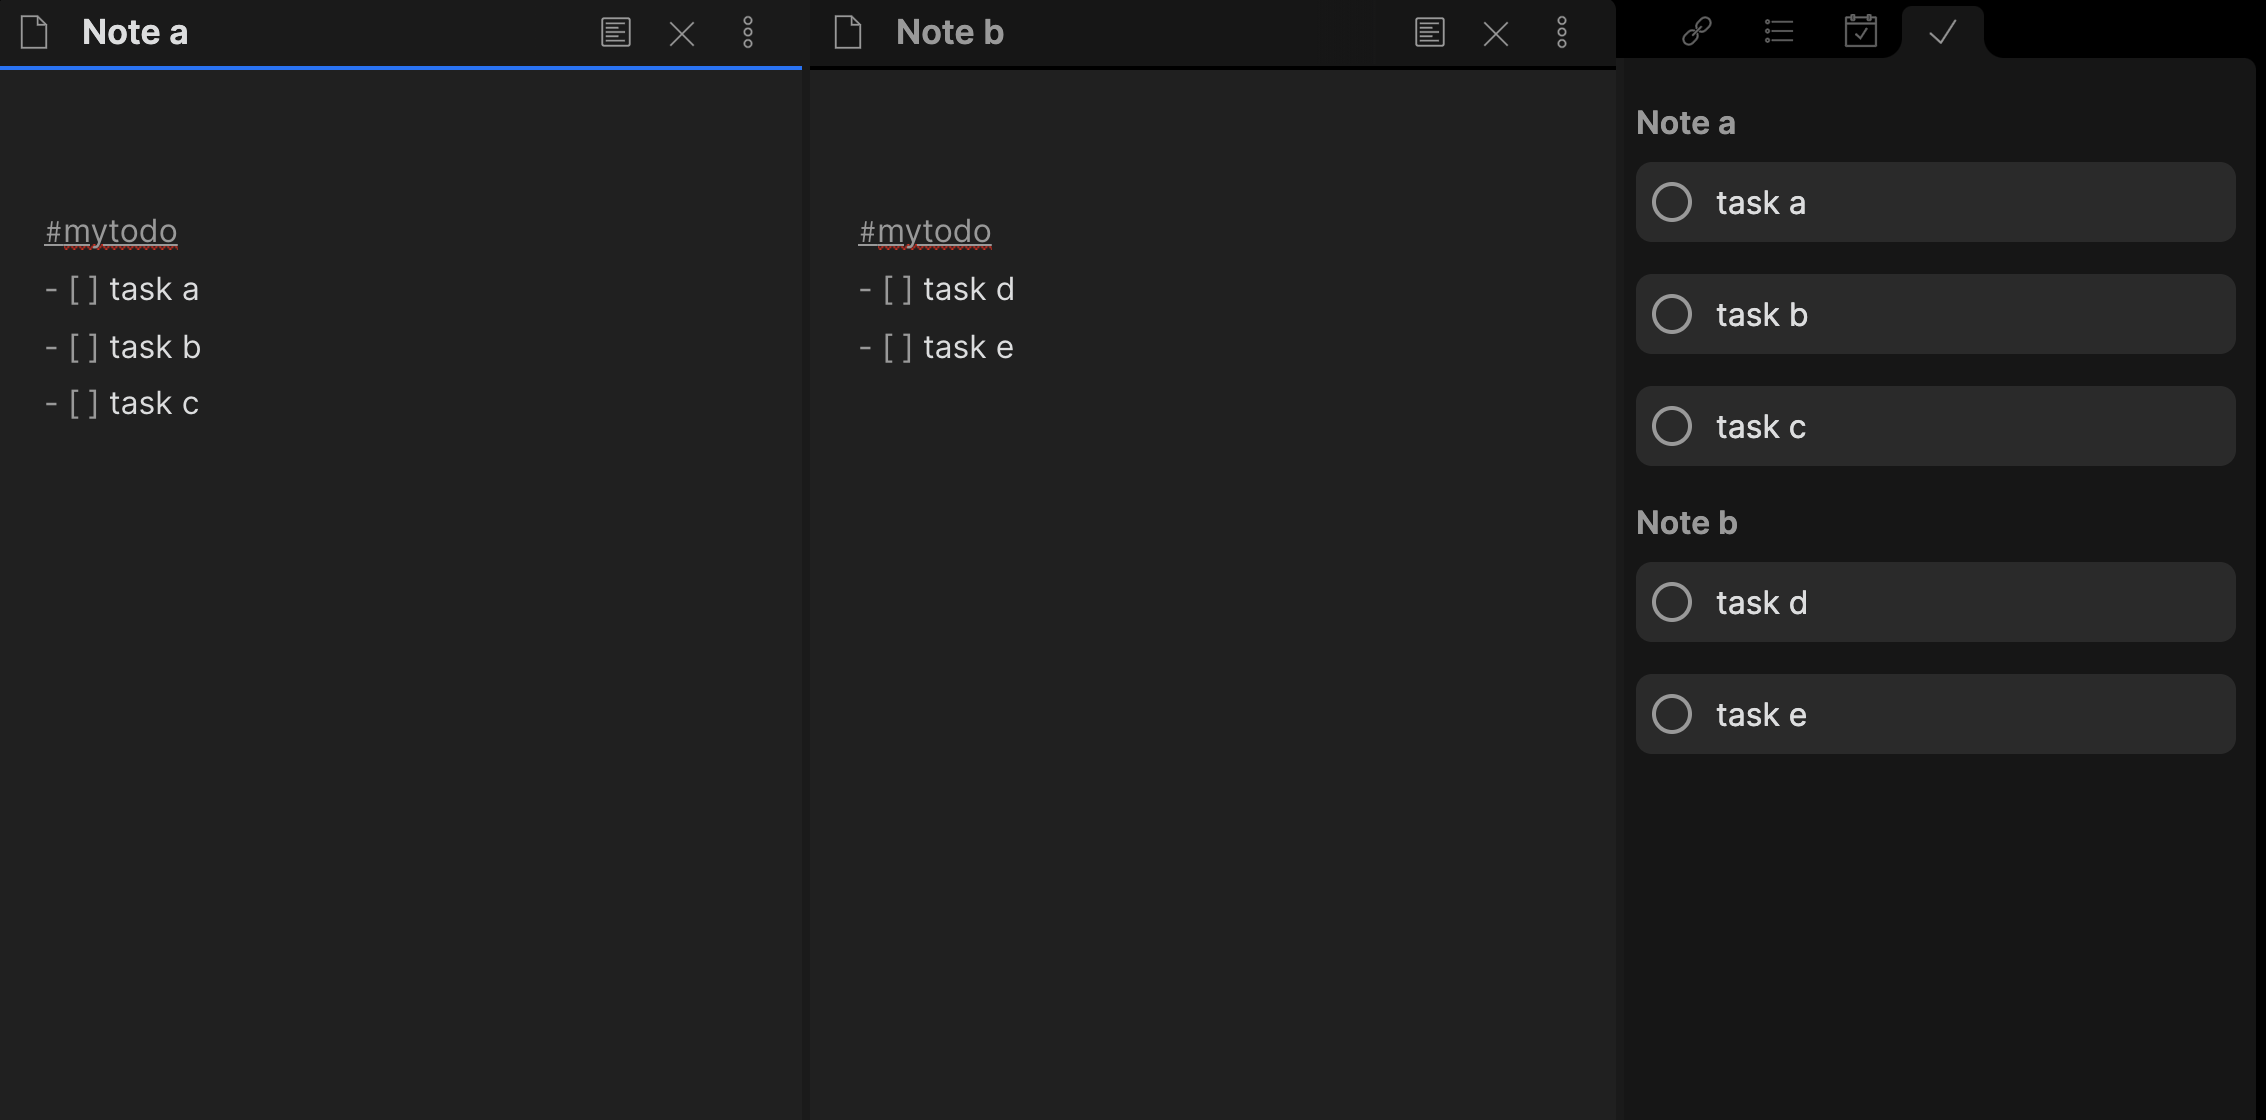 Note a
#mytodo
- [ ] task a
- [ ] task b
- [ ] task c
Note b
#mytodo
- [ ] task d
- [ ] task e
Note a
task a
task b
task c
Note b
task d
task e